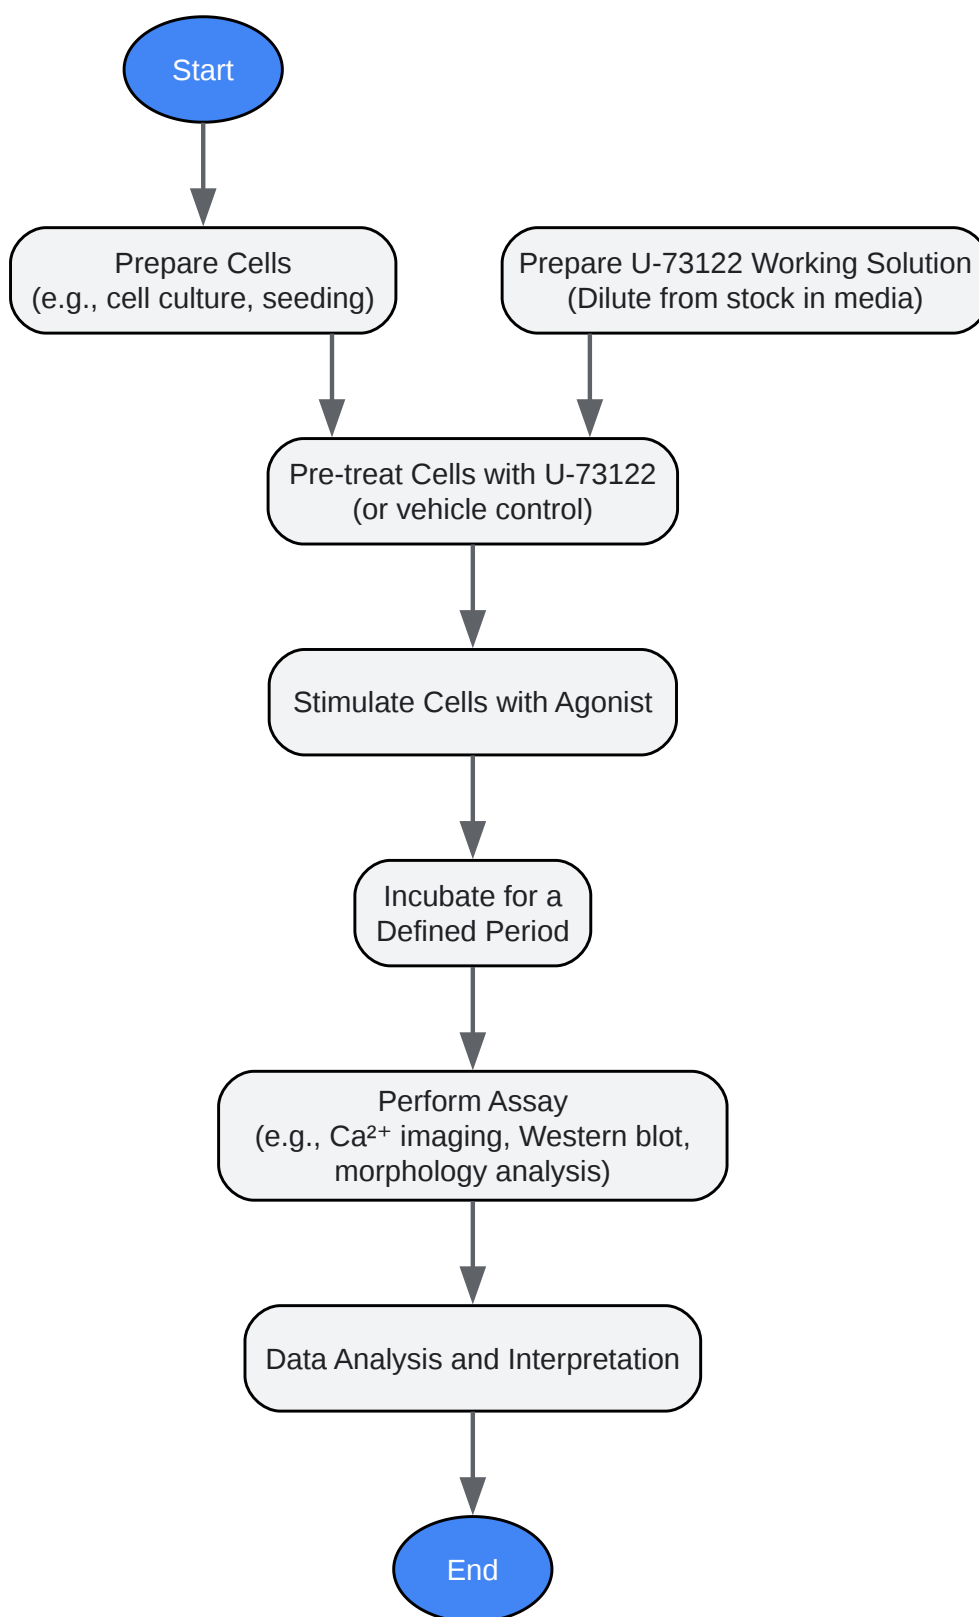 Start
Prepare Cells
(e.g., cell culture, seeding)
Prepare U-73122 Working Solution
(Dilute from stock in media)
Pre-treat Cells with U-73122
(or vehicle control)
Stimulate Cells with Agonist
Incubate for a
Defined Period
Perform Assay
(e.g., Ca²⁺ imaging, Western blot,
morphology analysis)
Data Analysis and Interpretation
End